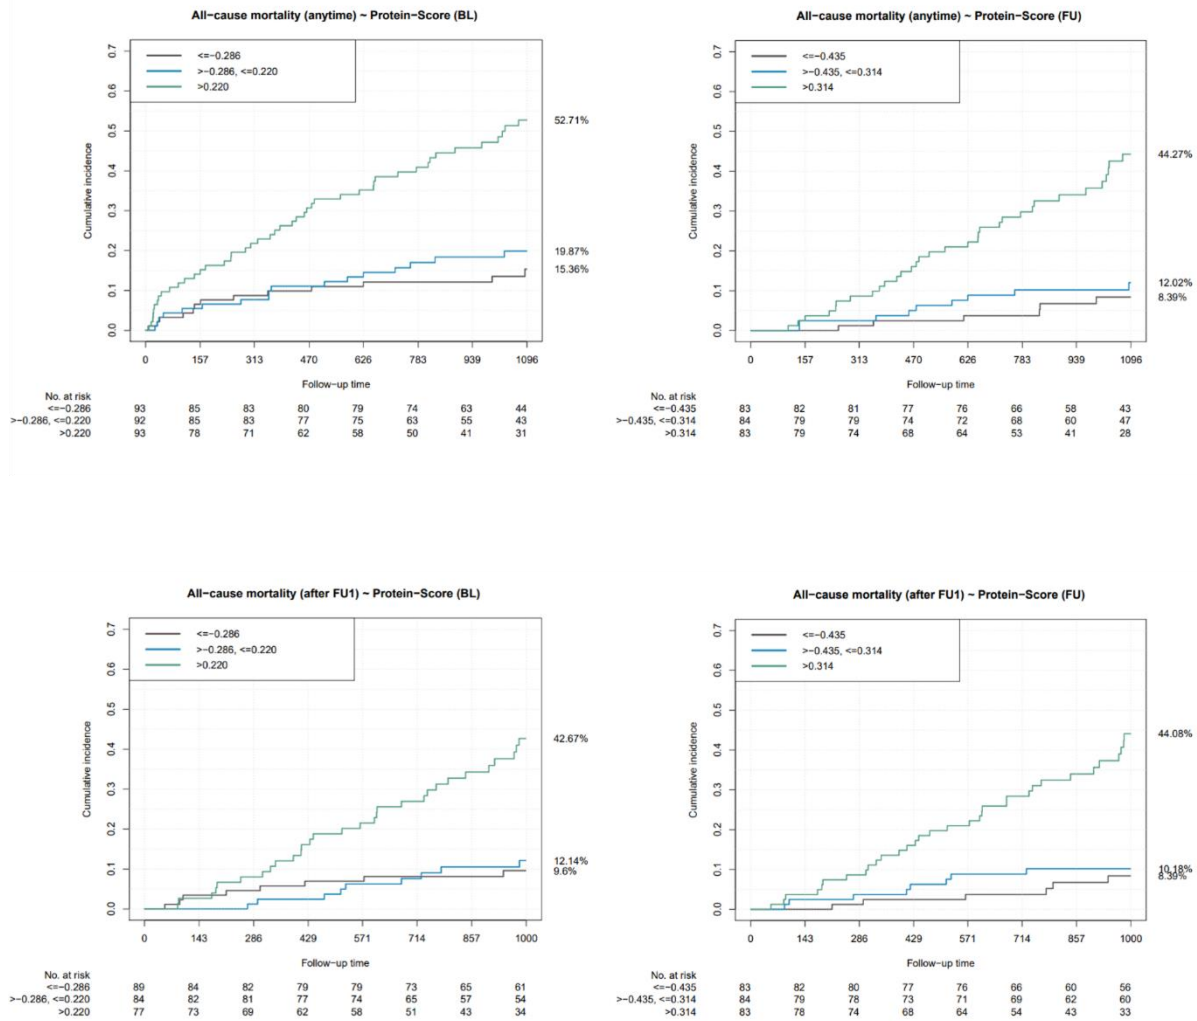 All-cause mortality (anytime) ~ Protein-Score (BL)
<=-0.286
>-0.286, <=0.220
>0.220
0.7
0.6
0.5
0.4
0.3
0.2
0.1
0.0
Cumulative incidence
52.71%
19.87%
15.36%
0 157 313 470 626 783 939 1096
Follow-up time
No. at risk
<=-0.286 93 85 83 80 79 74 63 44
>-0.286, <=0.220 92 85 83 77 75 63 55 43
>0.220 93 78 71 62 58 50 41 31
All-cause mortality (anytime) ~ Protein-Score (FU)
<=-0.435
>-0.435, <=0.314
>0.314
0.7
0.6
0.5
0.4
0.3
0.2
0.1
0.0
Cumulative incidence
44.27%
12.02%
8.39%
0 157 313 470 626 783 939 1096
Follow-up time
No. at risk
<=-0.435 83 82 81 77 76 66 58 43
>-0.435, <=0.314 84 79 79 74 72 68 60 47
>0.314 83 79 74 68 64 53 41 28
All-cause mortality (after FU1) ~ Protein-Score (BL)
<=-0.286
>-0.286, <=0.220
>0.220
0.7
0.6
0.5
0.4
0.3
0.2
0.1
0.0
Cumulative incidence
42.67%
12.14%
9.6%
0 143 286 429 571 714 857 1000
Follow-up time
No. at risk
<=-0.286 89 84 82 79 79 73 65 61
>-0.286, <=0.220 84 82 81 77 74 65 57 54
>0.220 77 73 69 62 58 51 43 34
All-cause mortality (after FU1) ~ Protein-Score (FU)
<=-0.435
>-0.435, <=0.314
>0.314
0.7
0.6
0.5
0.4
0.3
0.2
0.1
0.0
Cumulative incidence
44.08%
10.18%
8.39%
0 143 286 429 571 714 857 1000
Follow-up time
No. at risk
<=-0.435 83 82 80 77 76 66 60 56
>-0.435, <=0.314 84 79 78 73 71 69 62 60
>0.314 83 78 74 68 64 54 43 33